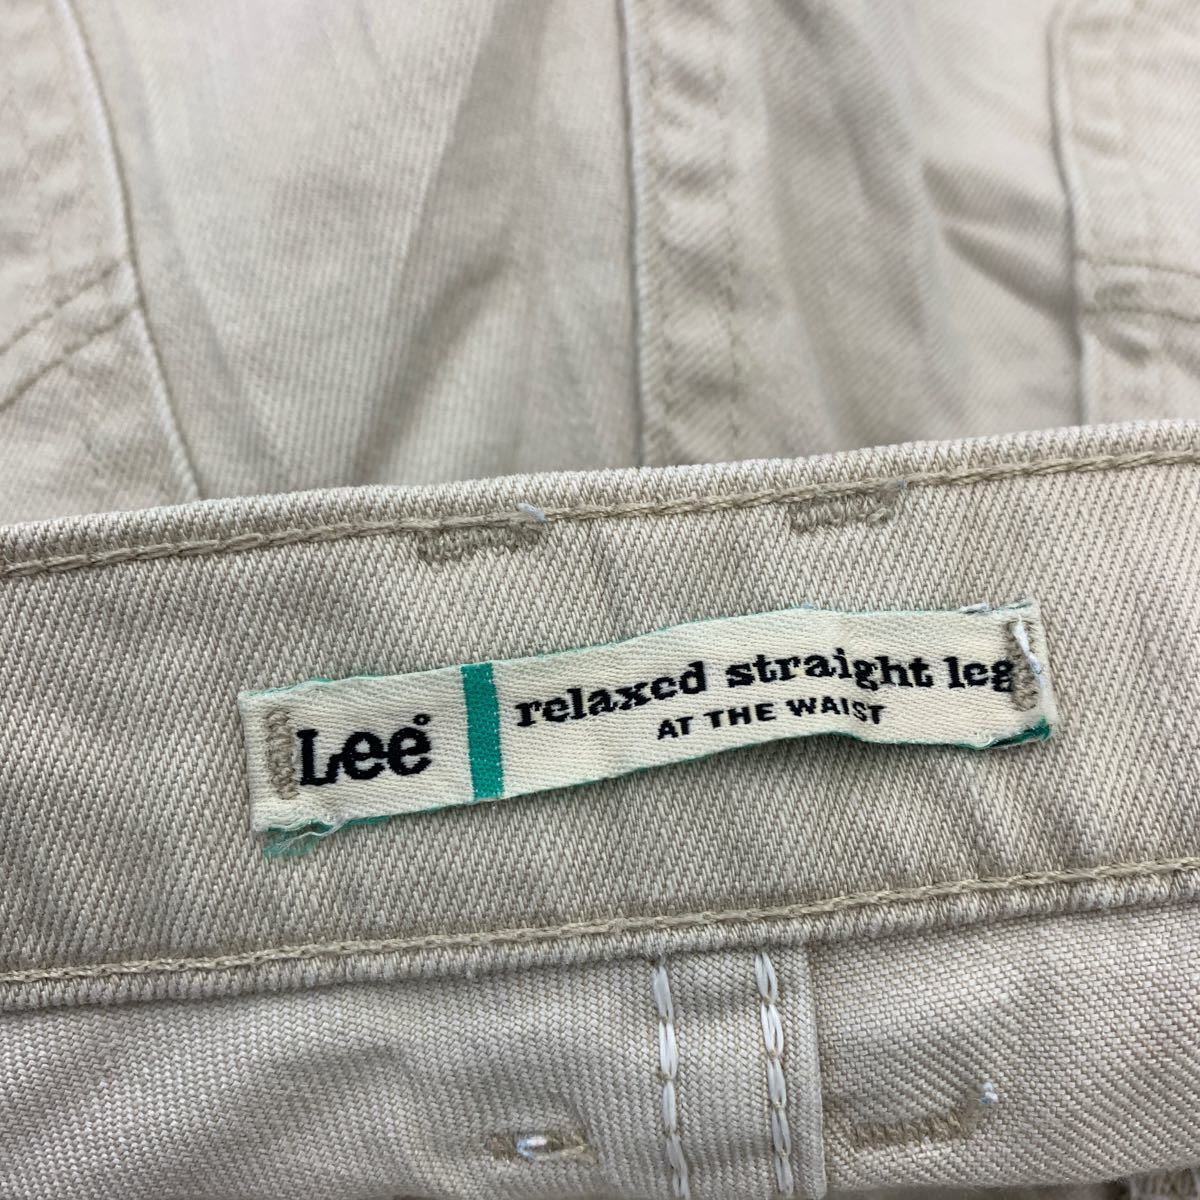 Lee
relaxed straight leg
AT THE WAIST